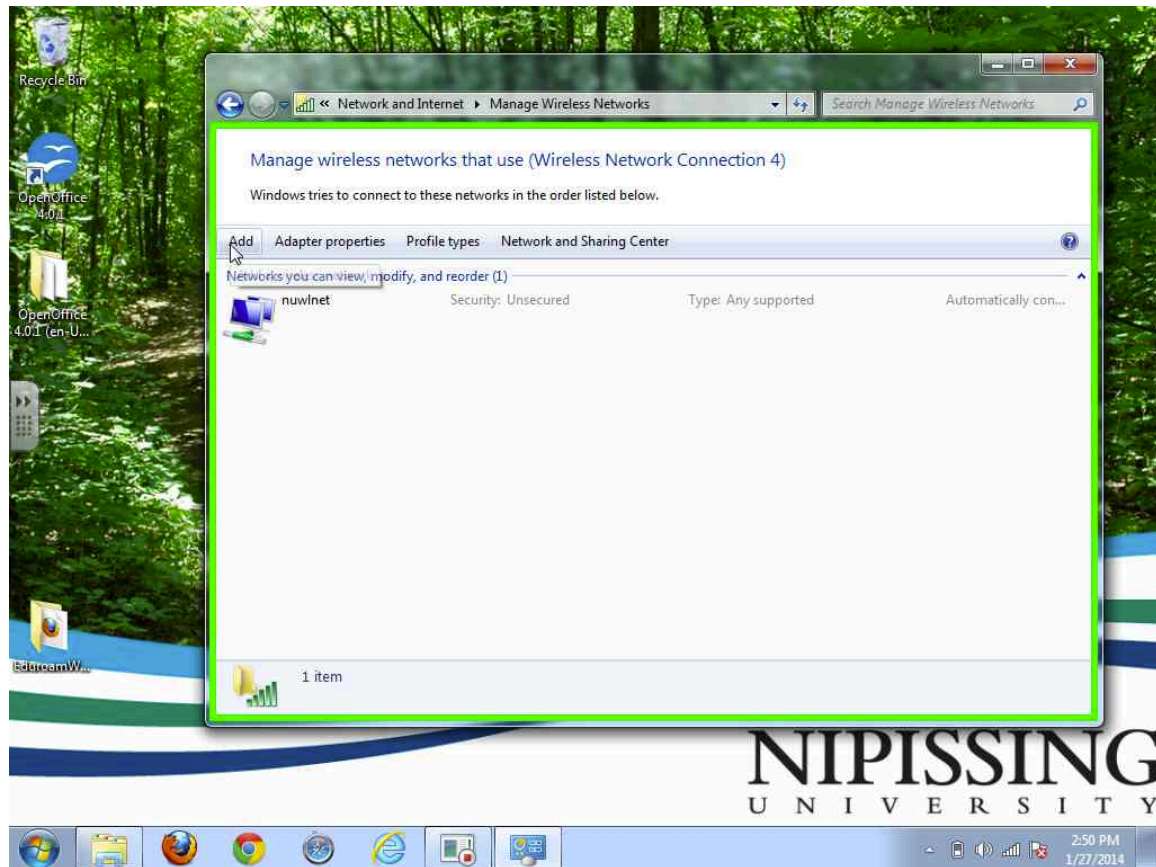 Recycle Bin
OpenOffice
4.0.1
OpenOffice
4.0.1 (en-U...
EduroamW...
« Network and Internet ▸ Manage Wireless Networks
Search Manage Wireless Networks
Manage wireless networks that use (Wireless Network Connection 4)
Windows tries to connect to these networks in the order listed below.
Add Adapter properties Profile types Network and Sharing Center
Networks you can view, modify, and reorder (1)
nuwlnet Security: Unsecured Type: Any supported Automatically con...
1 item
NIPISSING
UNIVERSITY
2:50 PM
1/27/2014